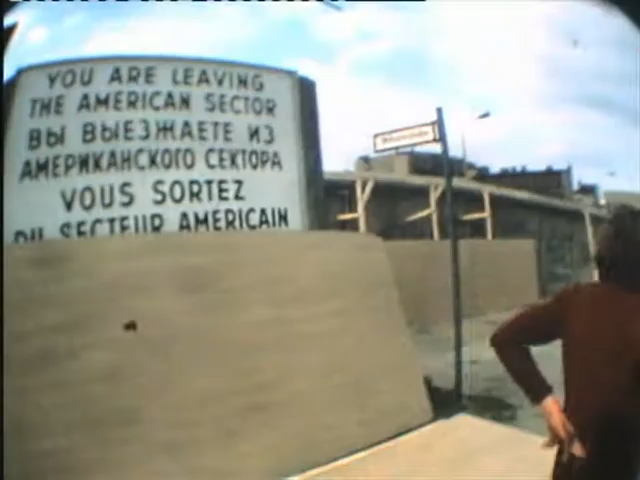 YOU ARE LEAVING
THE AMERICAN SECTOR
ВЫ ВЫЕЗЖАЕТЕ ИЗ
АМЕРИКАНСКОГО СЕКТОРА
VOUS SORTEZ
DU SECTEUR AMERICAIN